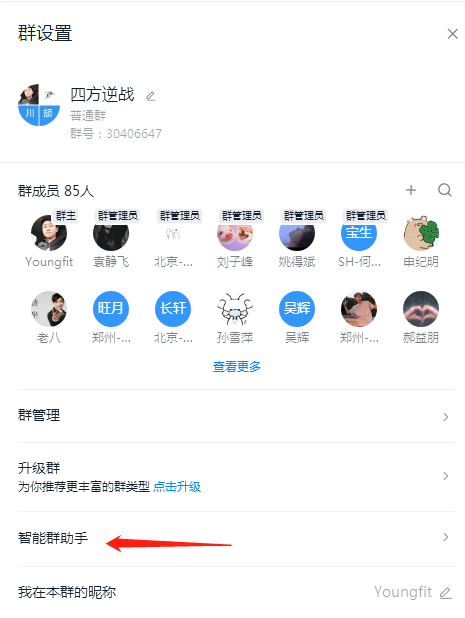 群设置
四方逆战
普通群
群号：30406647
川 颉
群成员 85人
群主 群管理员 群管理员 群管理员 群管理员 群管理员
宝生
Youngfit 袁静飞 北京-... 刘子峰 姚得斌 SH-何... 申纪明
旺月 长轩 吴辉
老八 郑州-... 北京-... 孙雪萍 吴辉 郑州-... 郝益朋
查看更多
群管理
升级群
为你推荐更丰富的群类型 点击升级
智能群助手
我在本群的昵称 Youngfit